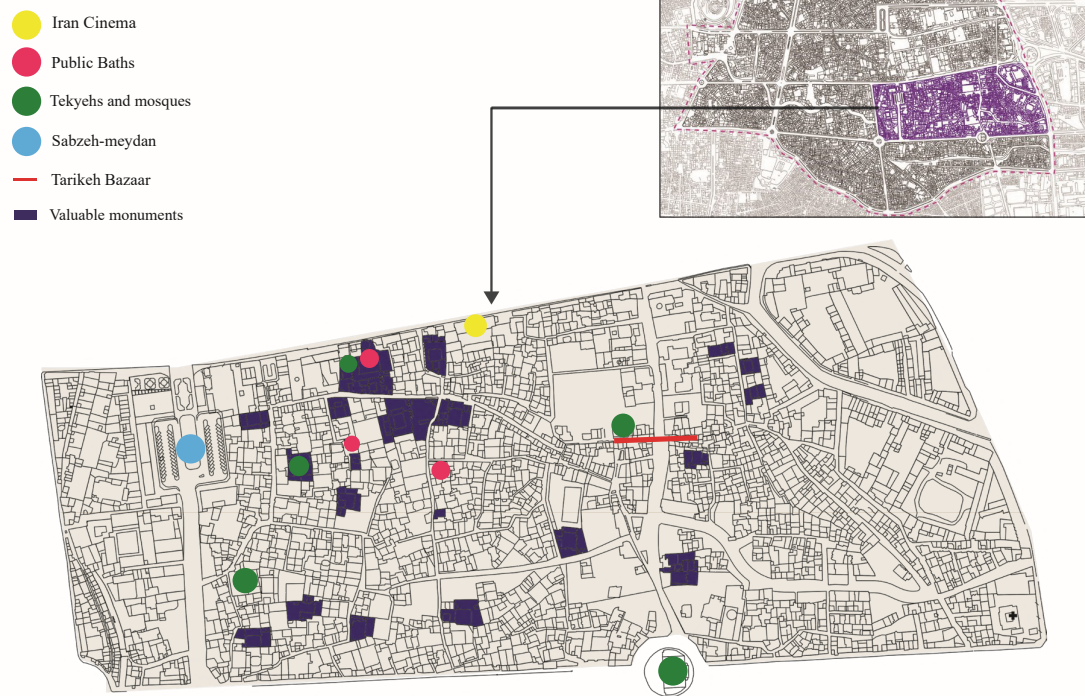 Iran Cinema
Public Baths
Tekyehs and mosques
Sabzeh-meydan
Tarikeh Bazaar
Valuable monuments